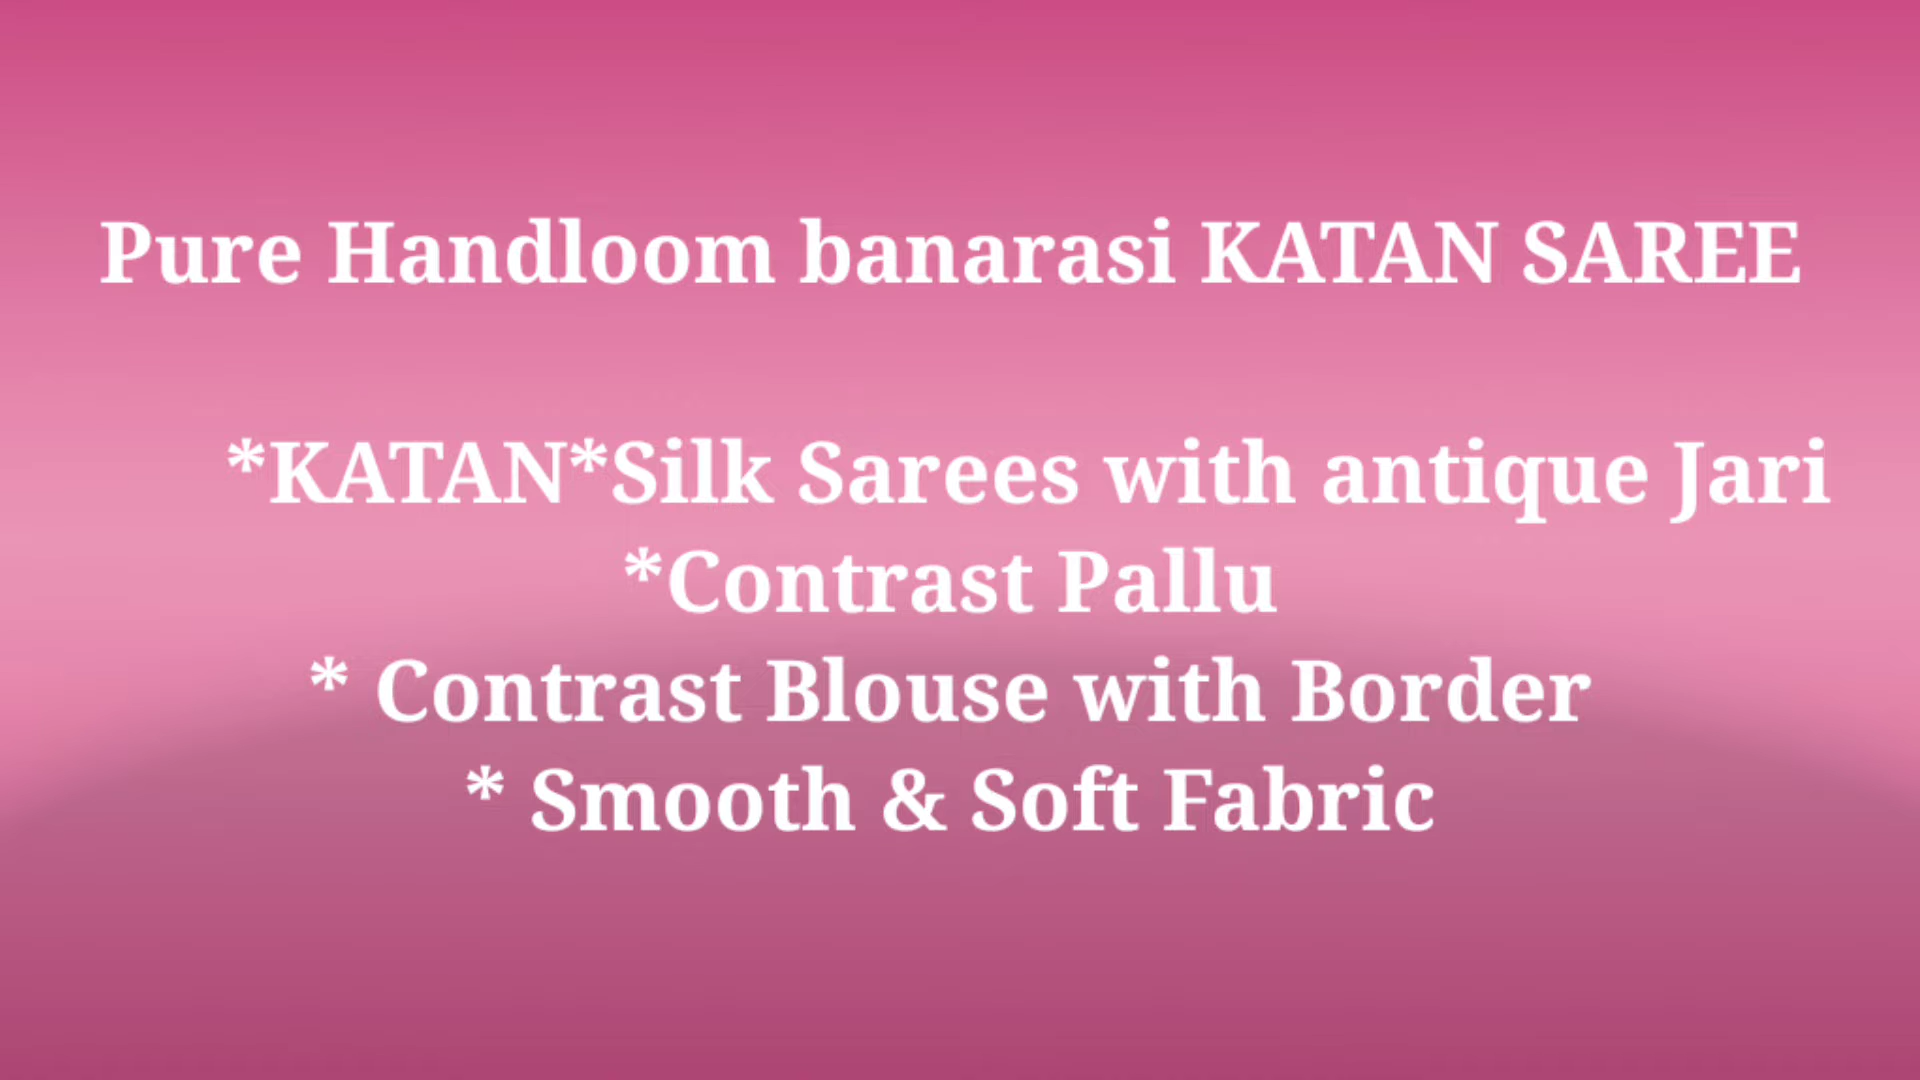 Pure Handloom banarasi KATAN SAREE
*KATAN*Silk Sarees with antique Jari
*Contrast Pallu
* Contrast Blouse with Border
* Smooth & Soft Fabric